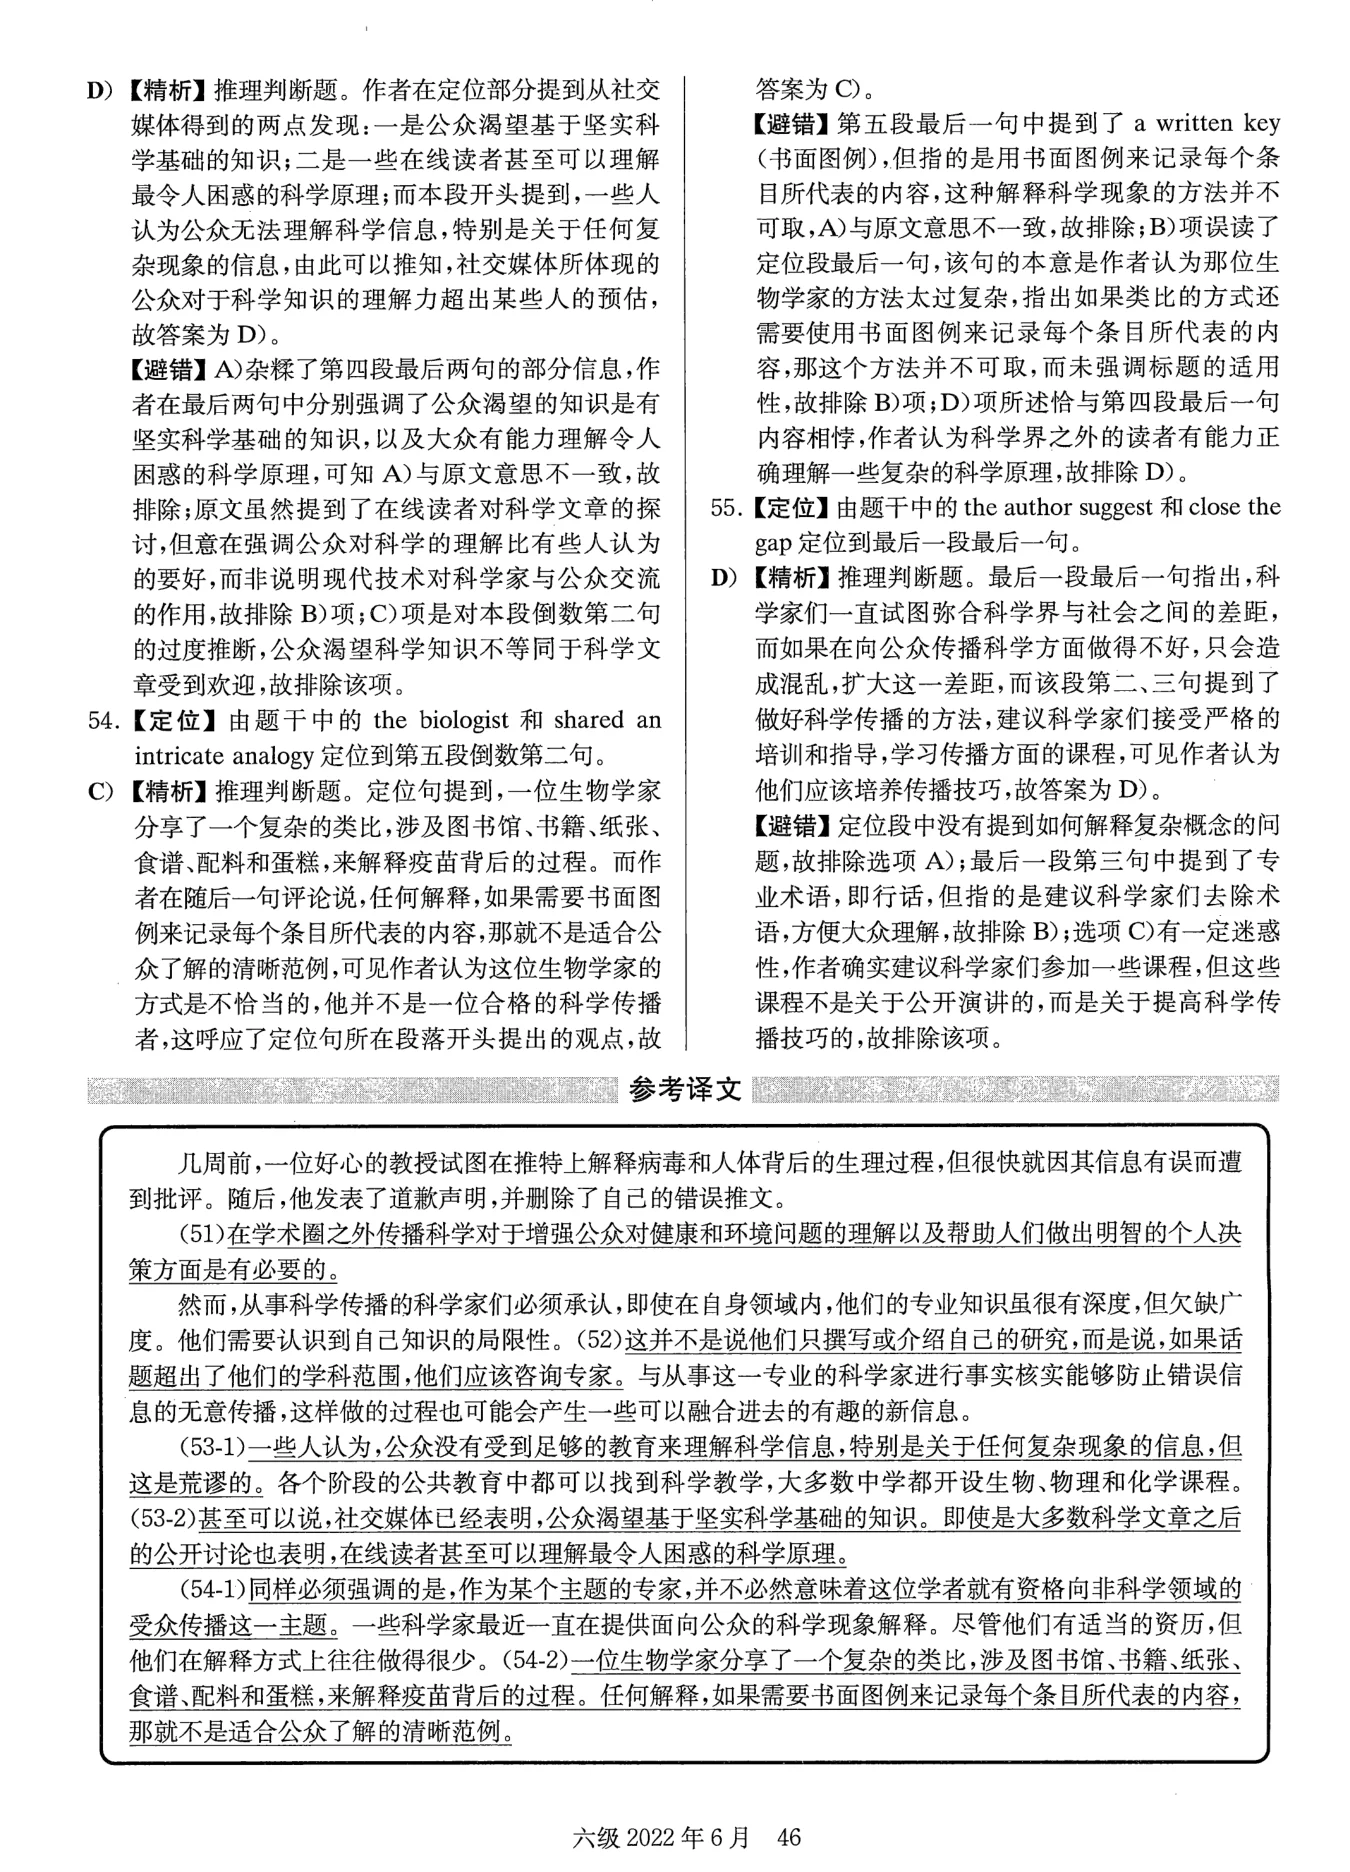 D)【精析】推理判断题。作者在定位部分提到从社交
媒体得到的两点发现:一是公众渴望基于坚实科
学基础的知识;二是一些在线读者甚至可以理解
最令人困惑的科学原理;而本段开头提到,一些人
认为公众无法理解科学信息,特别是关于任何复
杂现象的信息,由此可以推知,社交媒体所体现的
公众对于科学知识的理解力超出某些人的预估,
故答案为 D)。
【避错】A)杂糅了第四段最后两句的部分信息,作
者在最后两句中分别强调了公众渴望的知识是有
坚实科学基础的知识,以及大众有能力理解令人
困惑的科学原理,可知 A)与原文意思不一致,故
排除;原文虽然提到了在线读者对科学文章的探
讨,但意在强调公众对科学的理解比有些人认为
的要好,而非说明现代技术对科学家与公众交流
的作用,故排除 B)项;C)项是对本段倒数第二句
的过度推断,公众渴望科学知识不等同于科学文
章受到欢迎,故排除该项。
54.【定位】由题干中的 the biologist 和 shared an
intricate analogy 定位到第五段倒数第二句。
C)【精析】推理判断题。定位句提到,一位生物学家
分享了一个复杂的类比,涉及图书馆、书籍、纸张、
食谱、配料和蛋糕,来解释疫苗背后的过程。而作
者在随后一句评论说,任何解释,如果需要书面图
例来记录每个条目所代表的内容,那就不是适合公
众了解的清晰范例,可见作者认为这位生物学家的
方式是不恰当的,他并不是一位合格的科学传播
者,这呼应了定位句所在段落开头提出的观点,故
答案为 C)。
【避错】第五段最后一句中提到了 a written key
(书面图例),但指的是用书面图例来记录每个条
目所代表的内容,这种解释科学现象的方法并不
可取,A)与原文意思不一致,故排除;B)项误读了
定位段最后一句,该句的本意是作者认为那位生
物学家的方法太过复杂,指出如果类比的方式还
需要使用书面图例来记录每个条目所代表的内
容,那这个方法并不可取,而未强调标题的适用
性,故排除 B)项;D)项所述恰与第四段最后一句
内容相悖,作者认为科学界之外的读者有能力正
确理解一些复杂的科学原理,故排除 D)。
55.【定位】由题干中的 the author suggest 和 close the
gap 定位到最后一段最后一句。
D)【精析】推理判断题。最后一段最后一句指出,科
学家们一直试图弥合科学界与社会之间的差距,
而如果在向公众传播科学方面做得不好,只会造
成混乱,扩大这一差距,而该段第二、三句提到了
做好科学传播的方法,建议科学家们接受严格的
培训和指导,学习传播方面的课程,可见作者认为
他们应该培养传播技巧,故答案为 D)。
【避错】定位段中没有提到如何解释复杂概念的问
题,故排除选项 A);最后一段第三句中提到了专
业术语,即行话,但指的是建议科学家们去除术
语,方便大众理解,故排除 B);选项 C)有一定迷惑
性,作者确实建议科学家们参加一些课程,但这些
课程不是关于公开演讲的,而是关于提高科学传
播技巧的,故排除该项。
参考译文
几周前,一位好心的教授试图在推特上解释病毒和人体背后的生理过程,但很快就因其信息有误而遭
到批评。随后,他发表了道歉声明,并删除了自己的错误推文。
(51)在学术圈之外传播科学对于增强公众对健康和环境问题的理解以及帮助人们做出明智的个人决
策方面是有必要的。
然而,从事科学传播的科学家们必须承认,即使在自身领域内,他们的专业知识虽很有深度,但欠缺广
度。他们需要认识到自己知识的局限性。(52)这并不是说他们只撰写或介绍自己的研究,而是说,如果话
题超出了他们的学科范围,他们应该咨询专家。与从事这一专业的科学家进行事实核实能够防止错误信
息的无意传播,这样做的过程也可能会产生一些可以融合进去的有趣的新信息。
(53-1)一些人认为,公众没有受到足够的教育来理解科学信息,特别是关于任何复杂现象的信息,但
这是荒谬的。各个阶段的公共教育中都可以找到科学教学,大多数中学都开设生物、物理和化学课程。
(53-2)甚至可以说,社交媒体已经表明,公众渴望基于坚实科学基础的知识。即使是大多数科学文章之后
的公开讨论也表明,在线读者甚至可以理解最令人困惑的科学原理。
(54-1)同样必须强调的是,作为某个主题的专家,并不必然意味着这位学者就有资格向非科学领域的
受众传播这一主题。一些科学家最近一直在提供面向公众的科学现象解释。尽管他们有适当的资历,但
他们在解释方式上往往做得很少。(54-2)一位生物学家分享了一个复杂的类比,涉及图书馆、书籍、纸张、
食谱、配料和蛋糕,来解释疫苗背后的过程。任何解释,如果需要书面图例来记录每个条目所代表的内容,
那就不是适合公众了解的清晰范例。
六级 2022 年 6 月 46